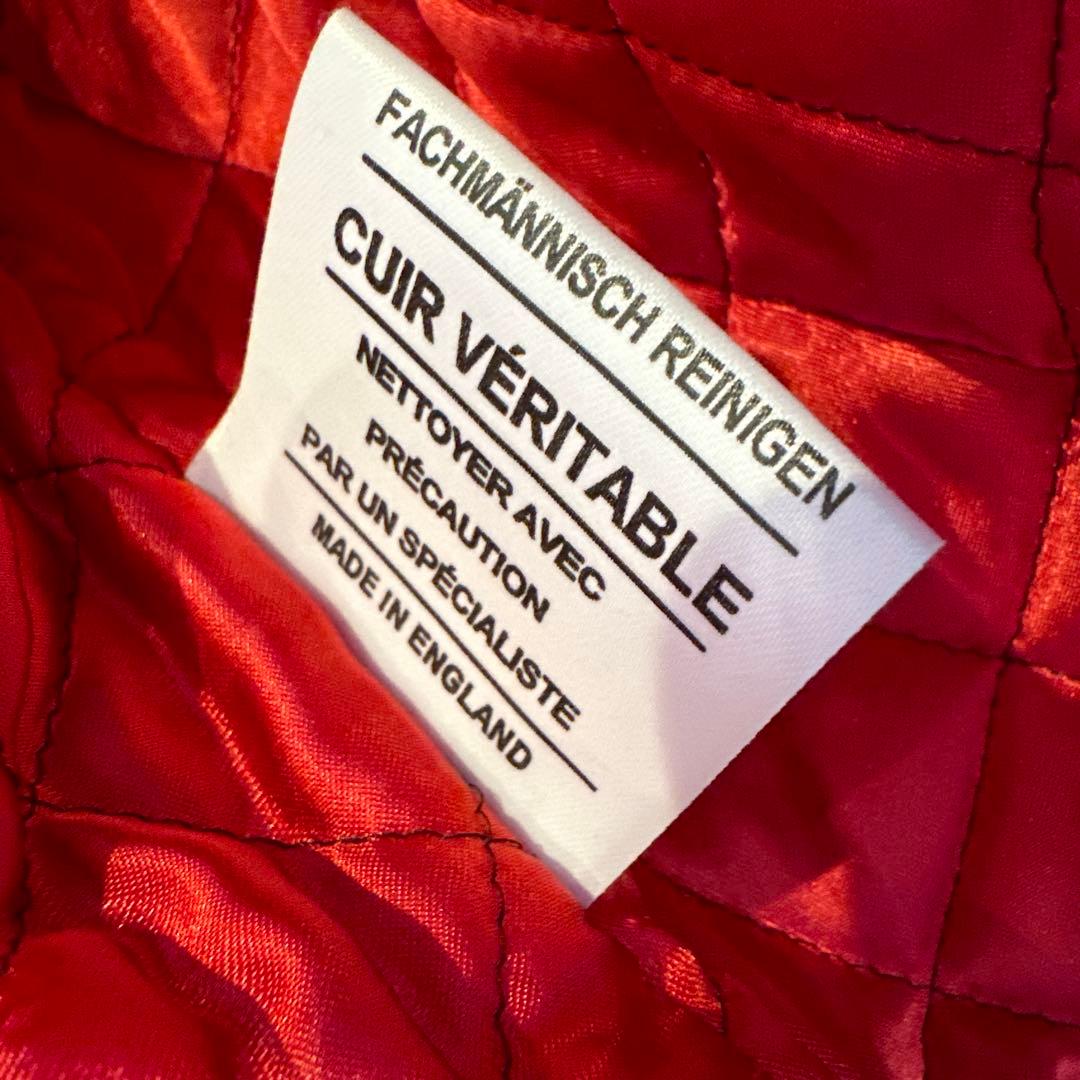 FACHMÄNNISCH REINIGEN
CUIR VÉRITABLE
NETTOYER AVEC
PRÉCAUTION
PAR UN SPÉCIALISTE
MADE IN ENGLAND